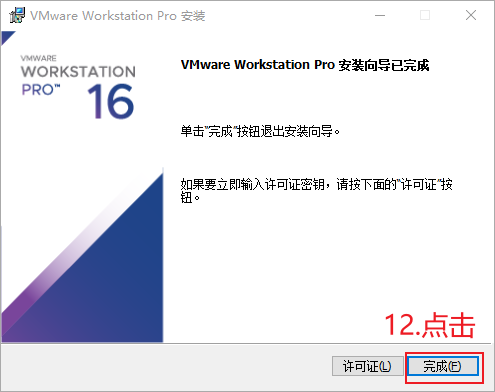 VMware Workstation Pro 安装
VMWARE
WORKSTATION
PRO™
16
VMware Workstation Pro 安装向导已完成
单击"完成"按钮退出安装向导。
如果要立即输入许可证密钥，请按下面的"许可证"按
钮。
12.点击
许可证(L)
完成(F)